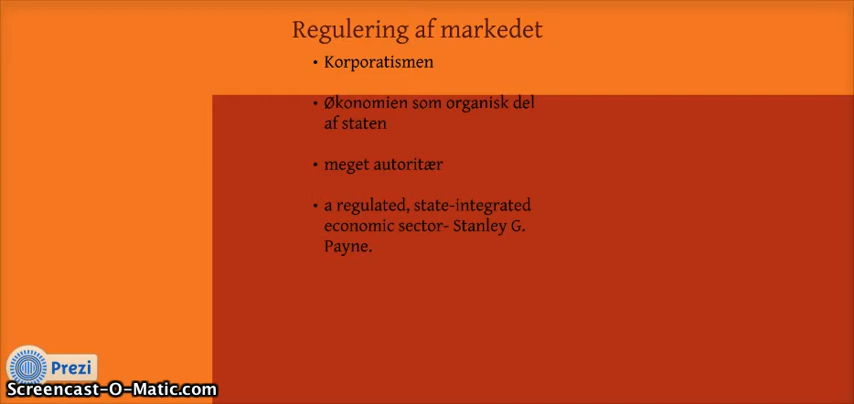 Regulering af markedet
• Korporatismen
• Økonomien som organisk del
af staten
• meget autoritær
• a regulated, state-integrated
economic sector- Stanley G.
Payne.
Prezi
Screencast-O-Matic.com